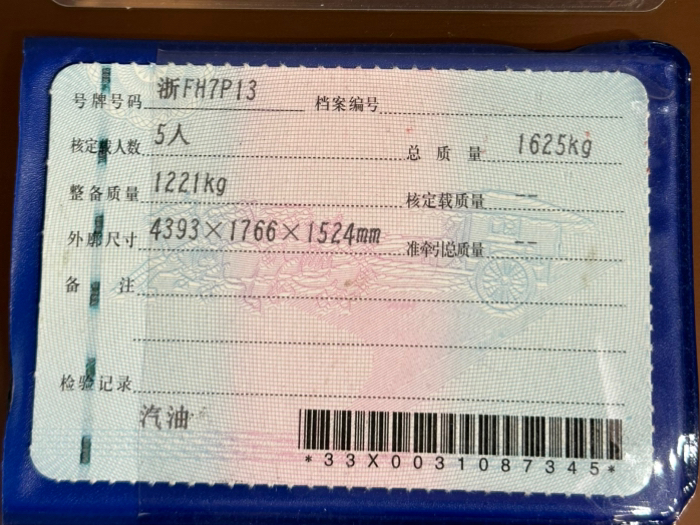 号牌号码 浙FH7P13 档案编号
核定载人数 5人 总质量 1625kg
整备质量 1221kg 核定载质量 --
外廓尺寸 4393×1766×1524mm 准牵引总质量 --
备注
检验记录
汽油
*33X0031087345*